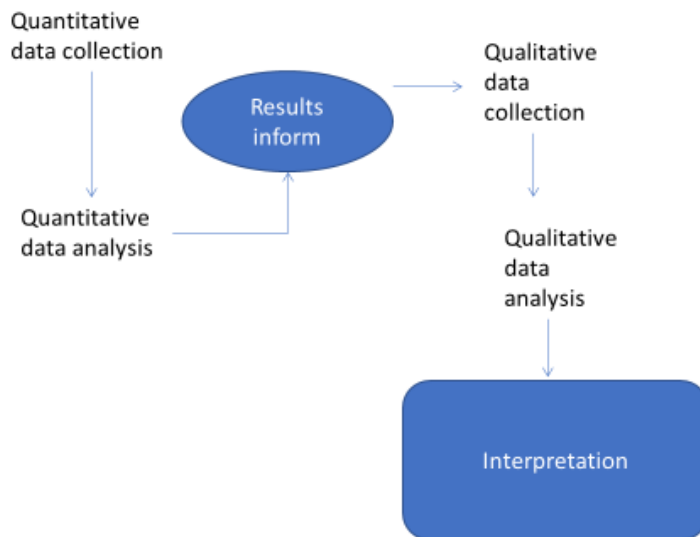 Quantitative
data collection
Quantitative
data analysis
Results
inform
Qualitative
data
collection
Qualitative
data
analysis
Interpretation